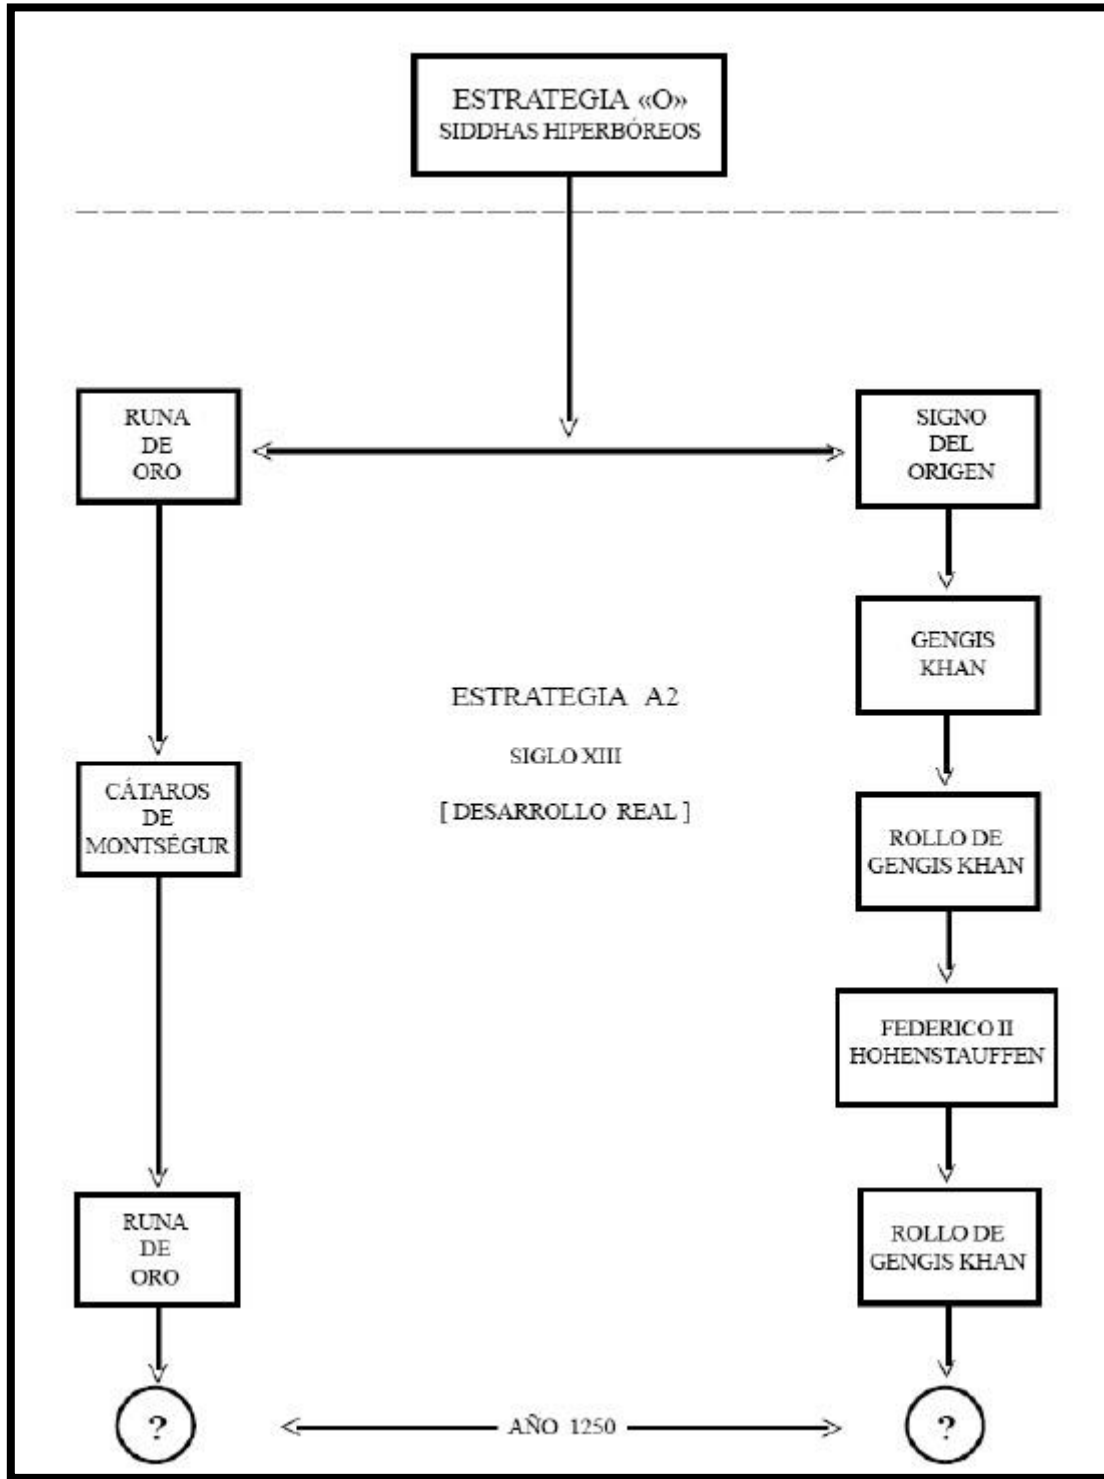 ESTRATEGIA «O»
SIDDHAS HIPERBÓREOS
RUNA
DE
ORO
SIGNO
DEL
ORIGEN
GENGIS
KHAN
ESTRATEGIA A2
SIGLO XIII
[ DESARROLLO REAL ]
CÁTAROS
DE
MONTSÉGUR
ROLLO DE
GENGIS KHAN
FEDERICO II
HOHENSTAUFFEN
RUNA
DE
ORO
ROLLO DE
GENGIS KHAN
?
AÑO 1250
?